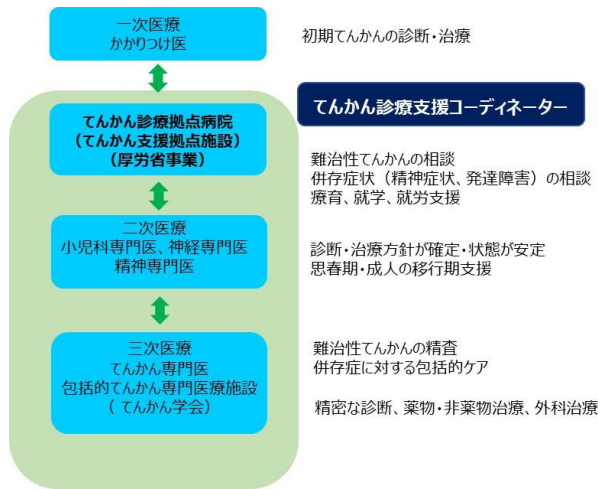 一次医療
かかりつけ医
初期てんかんの診断・治療
てんかん診療支援コーディネーター
てんかん診療拠点病院
(てんかん支援拠点施設)
(厚労省事業)
難治性てんかんの相談
併存症状(精神症状、発達障害)の相談
療育、就学、就労支援
二次医療
小児科専門医、神経専門医
精神専門医
診断・治療方針が確定・状態が安定
思春期・成人の移行期支援
三次医療
てんかん専門医
包括的てんかん専門医療施設
( てんかん学会)
難治性てんかんの精査
併存症に対する包括的ケア
精密な診断、薬物・非薬物治療、外科治療